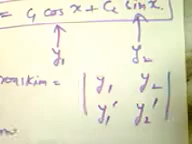 = C₁ cos x + C₂ sin x.
y₁ y₂
= | y₁ y₂ |
| y₁' y₂' |